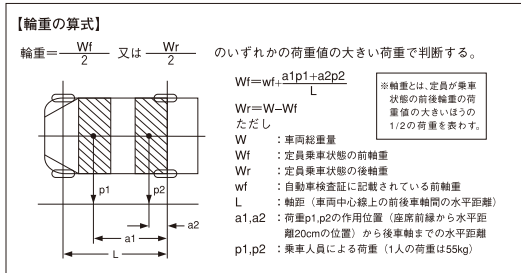 【輪重の算式】
輪重＝Wf/2 又は Wr/2 のいずれかの荷重値の大きい荷重で判断する。
Wf＝wf+(a1p1+a2p2)/L
Wr＝W−Wf
ただし
※軸重とは、定員が乗車
状態の前後輪重の荷
重値の大きいほうの
1/2の荷重を表わす。
W ：車両総重量
Wf ：定員乗車状態の前軸重
Wr ：定員乗車状態の後軸重
wf ：自動車検査証に記載されている前軸重
L ：軸距（車両中心線上の前後車軸間の水平距離）
a1,a2 ：荷重p1,p2の作用位置（座席前縁から水平距
離20cmの位置）から後車軸までの水平距離
p1,p2 ：乗車人員による荷重（1人の荷重は55kg）
p1
p2
a2
a1
L